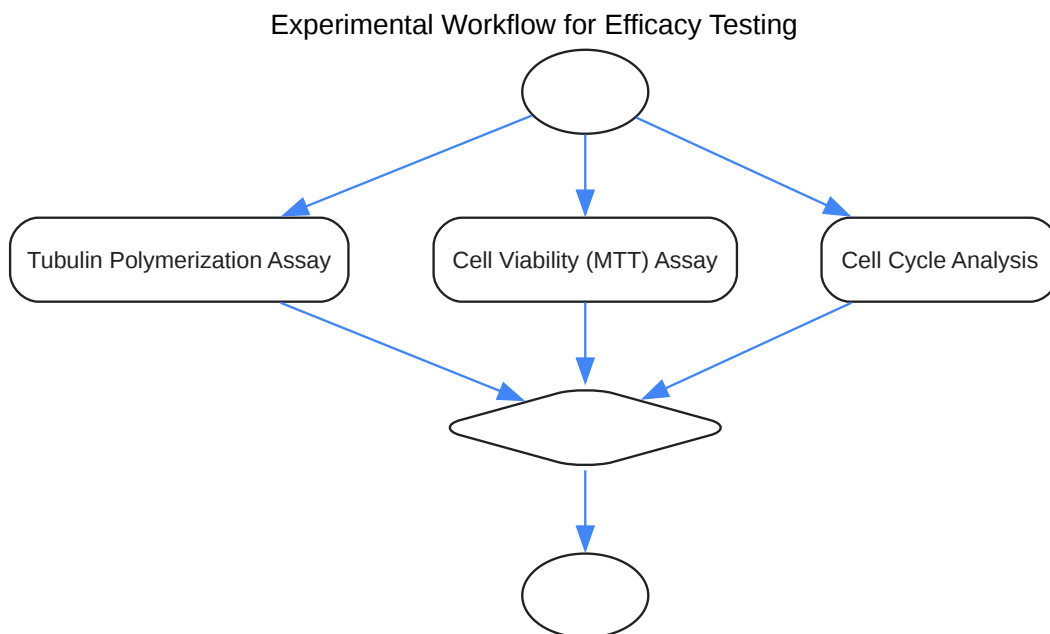 Experimental Workflow for Efficacy Testing
Tubulin Polymerization Assay
Cell Viability (MTT) Assay
Cell Cycle Analysis